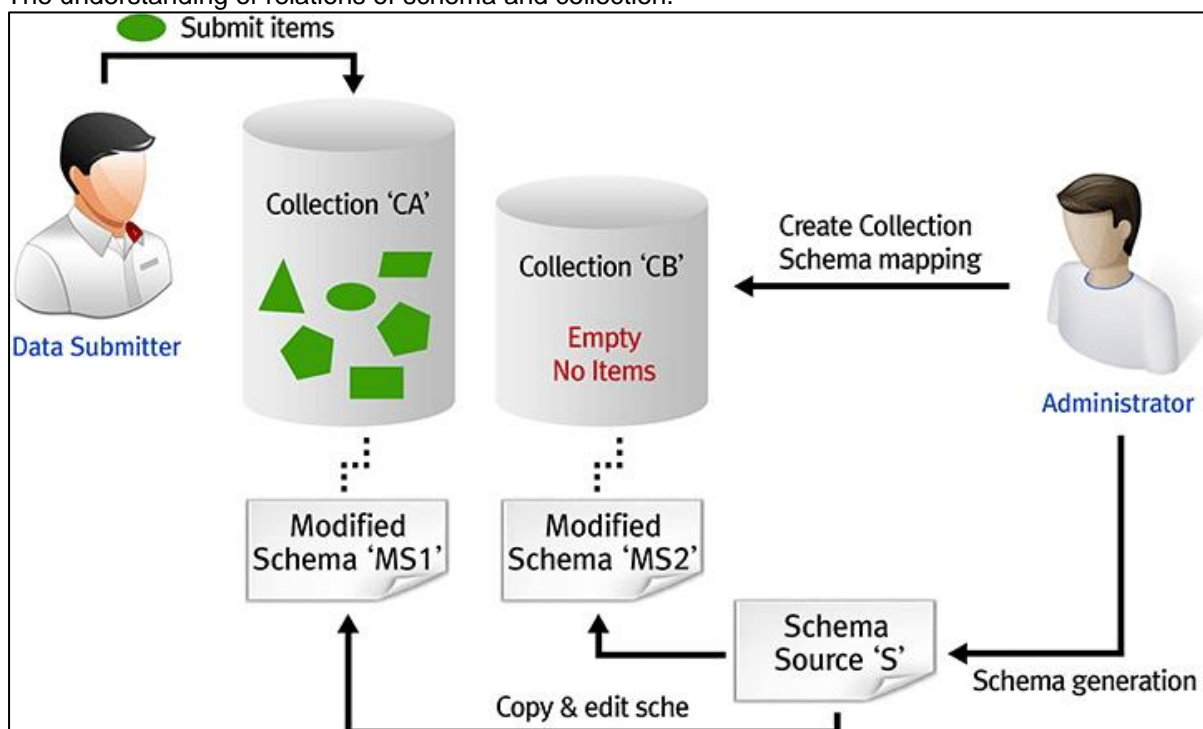 The understanding of relations of schema and collection.
Submit items
Collection ‘CA’
Collection ‘CB’
Empty
No Items
Create Collection
Schema mapping
Data Submitter
Administrator
Modified
Schema ‘MS1’
Modified
Schema ‘MS2’
Schema
Source ‘S’
Schema generation
Copy & edit sche